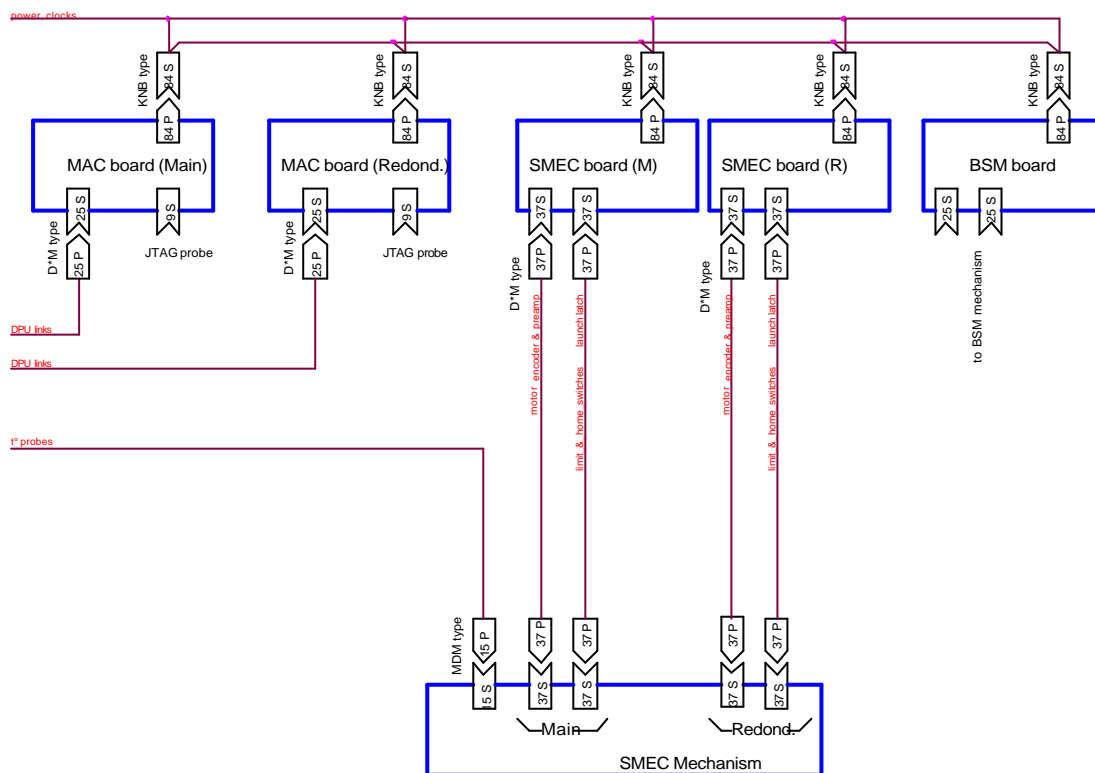 power, clocks
KNB type
84 S
KNB type
84 S
KNB type
84 S
KNB type
84 S
KNB type
84 S
84 P
84 P
84 P
84 P
84 P
MAC board (Main)
MAC board (Redond.)
SMEC board (M)
SMEC board (R)
BSM board
25 S
9 S
25 S
9 S
37 S
37 S
37 S
37 S
25 S
25 S
D*M type
25 P
JTAG probe
D*M type
25 P
JTAG probe
D*M type
37 P
37 P
D*M type
37 P
37 P
to BSM mechanism
DPU links
DPU links
motor encoder & preamp
limit & home switches launch latch
motor encoder & preamp
limit & home switches launch latch
t° probes
MDM type
15 P
37 P
37 P
37 P
37 P
15 S
37 S
37 S
37 S
37 S
Main
Redond.
SMEC Mechanism